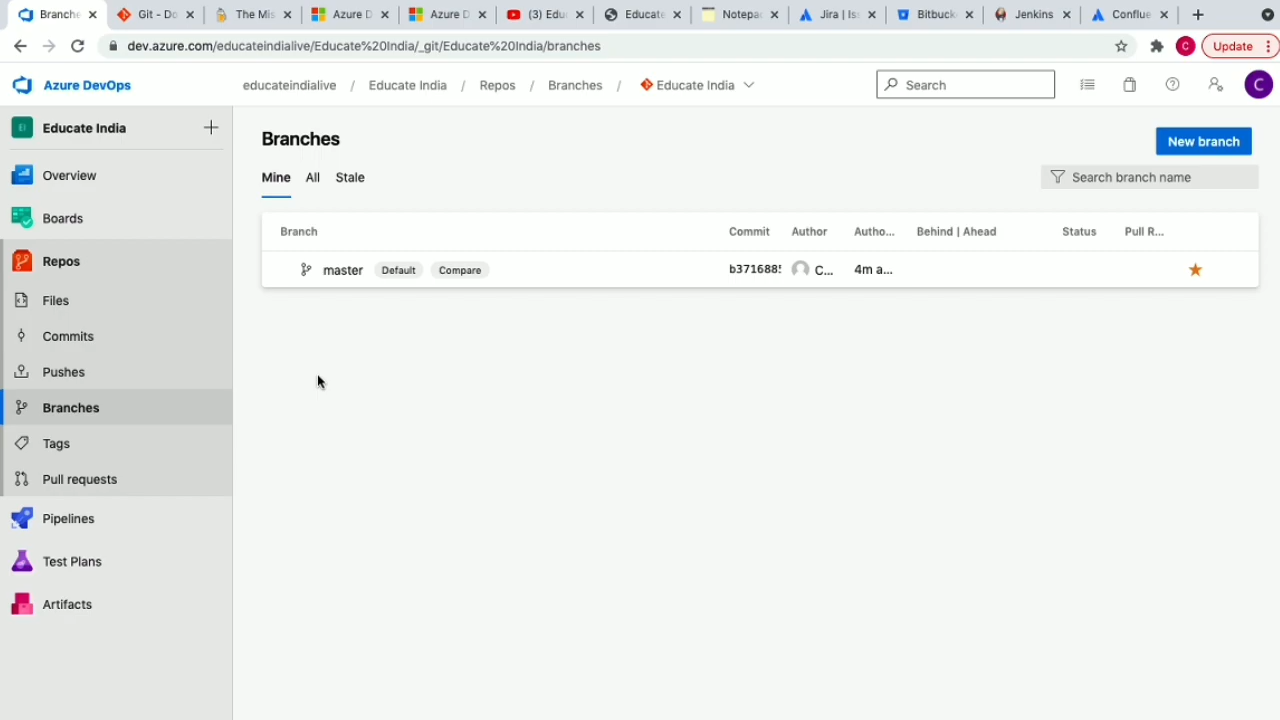 Branche
Git - Do
The Mis
Azure D
Azure D
(3) Edu
Educate
Notepa
Jira | Iss
Bitbuck
Jenkins
Conflue
dev.azure.com/educateindialive/Educate%20India/_git/Educate%20India/branches
C
Update
Azure DevOps
educateindialive / Educate India / Repos / Branches / Educate India
Search
C
Educate India
Overview
Boards
Repos
Files
Commits
Pushes
Branches
Tags
Pull requests
Pipelines
Test Plans
Artifacts
Branches
New branch
Mine All Stale
Search branch name
Branch Commit Author Autho... Behind | Ahead Status Pull R...
master Default Compare b3716885 C... 4m a...